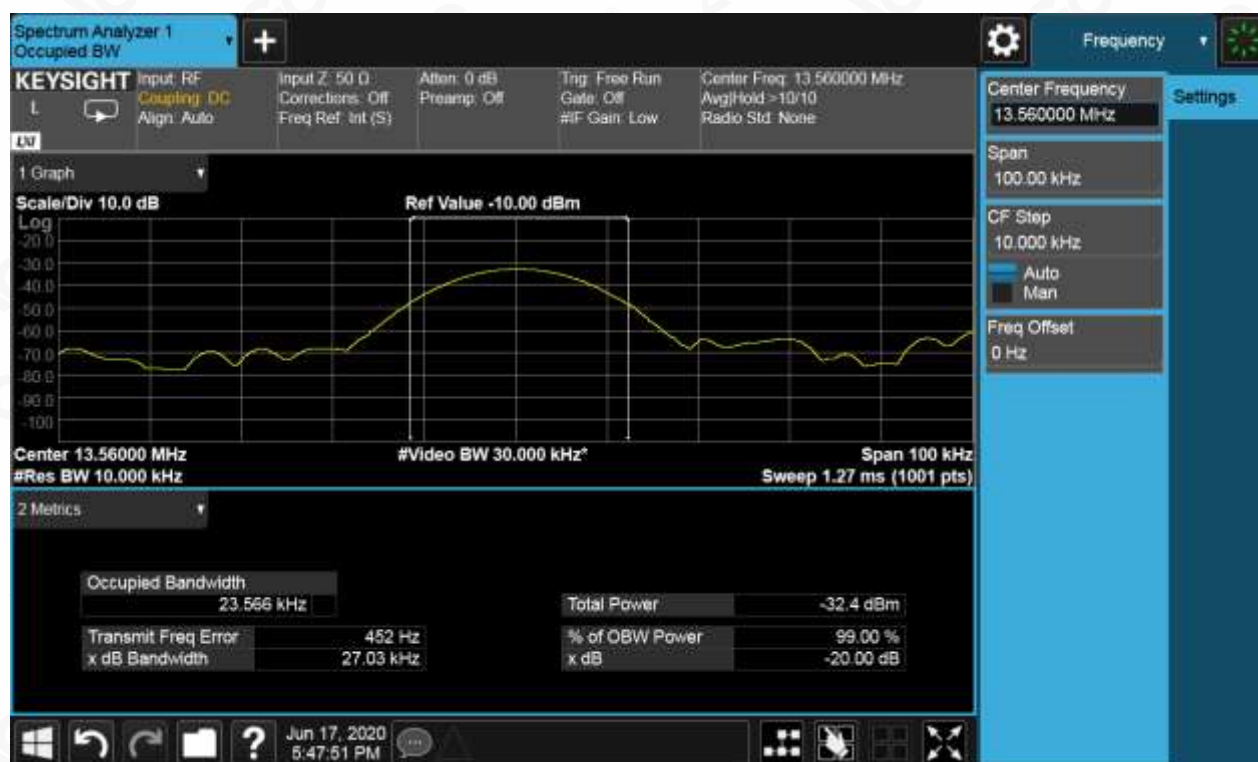 Spectrum Analyzer 1
Occupied BW
Frequency
KEYSIGHT
L
LXI
Input: RF
Coupling: DC
Align: Auto
Input Z: 50 Ω
Corrections: Off
Freq Ref: Int (S)
Atten: 0 dB
Preamp: Off
Trig: Free Run
Gate: Off
#IF Gain: Low
Center Freq: 13.560000 MHz
Avg|Hold:>10/10
Radio Std: None
Center Frequency
13.560000 MHz
Settings
Span
100.00 kHz
CF Step
10.000 kHz
Auto
Man
Freq Offset
0 Hz
1 Graph
Scale/Div 10.0 dB
Ref Value -10.00 dBm
Log
-20.0
-30.0
-40.0
-50.0
-60.0
-70.0
-80.0
-90.0
-100
Center 13.56000 MHz
#Video BW 30.000 kHz*
Span 100 kHz
#Res BW 10.000 kHz
Sweep 1.27 ms (1001 pts)
2 Metrics
Occupied Bandwidth
23.566 kHz
Total Power -32.4 dBm
Transmit Freq Error 452 Hz
% of OBW Power 99.00 %
x dB Bandwidth 27.03 kHz
x dB -20.00 dB
?
Jun 17, 2020
5:47:51 PM